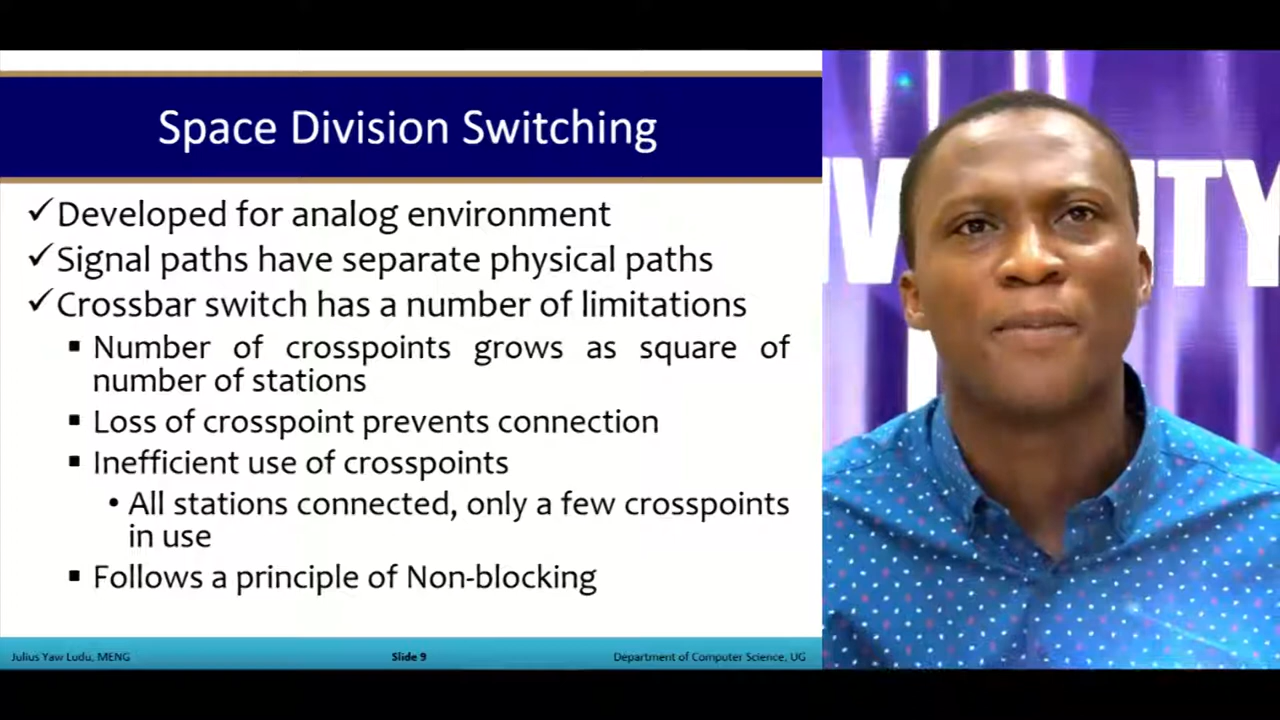 Space Division Switching
✓Developed for analog environment
✓Signal paths have separate physical paths
✓Crossbar switch has a number of limitations
▪ Number of crosspoints grows as square of
number of stations
▪ Loss of crosspoint prevents connection
▪ Inefficient use of crosspoints
• All stations connected, only a few crosspoints
in use
▪ Follows a principle of Non-blocking
Julius Yaw Ludu, MENG
Slide 9
Department of Computer Science, UG